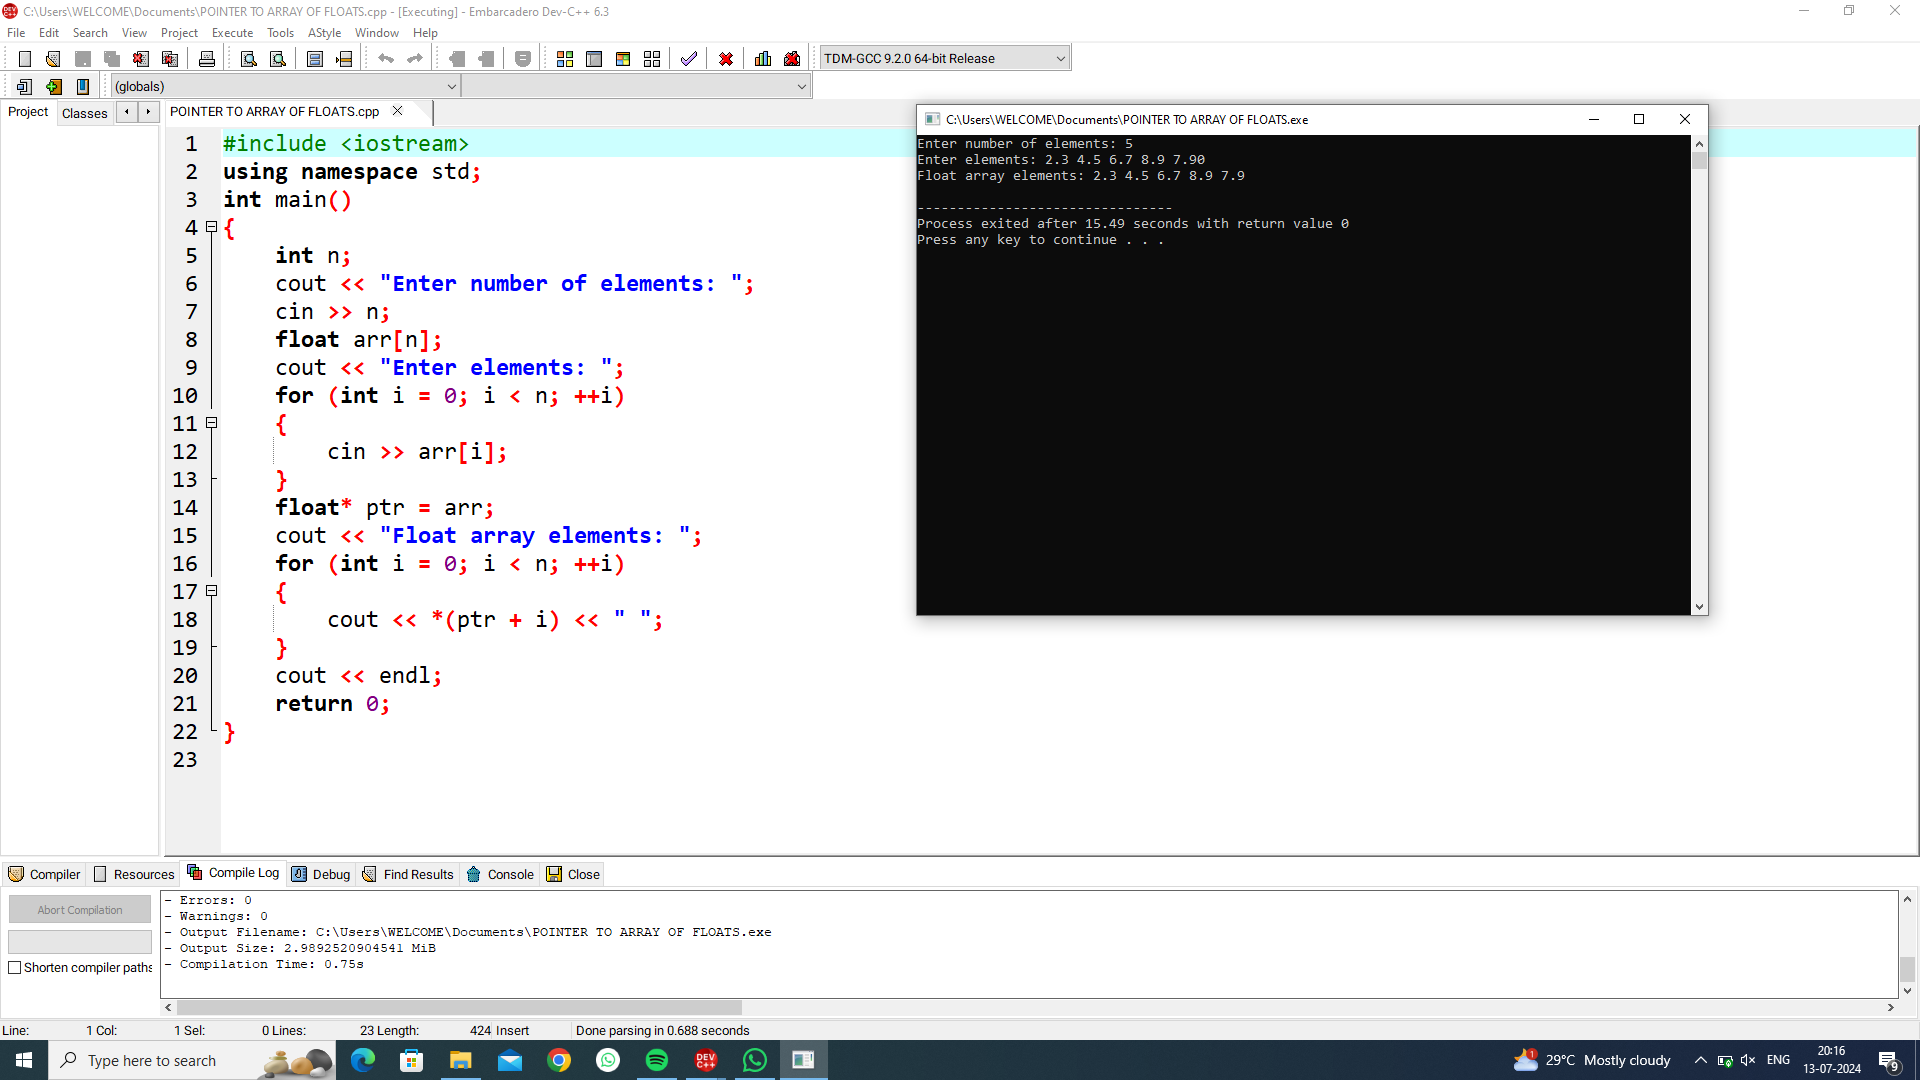 C:\Users\WELCOME\Documents\POINTER TO ARRAY OF FLOATS.cpp - [Executing] - Embarcadero Dev-C++ 6.3
File Edit Search View Project Execute Tools AStyle Window Help
TDM-GCC 9.2.0 64-bit Release
(globals)
Project Classes
POINTER TO ARRAY OF FLOATS.cpp
1 #include <iostream>
2 using namespace std;
3 int main()
4 {
5 int n;
6 cout << "Enter number of elements: ";
7 cin >> n;
8 float arr[n];
9 cout << "Enter elements: ";
10 for (int i = 0; i < n; ++i)
11 {
12 cin >> arr[i];
13 }
14 float* ptr = arr;
15 cout << "Float array elements: ";
16 for (int i = 0; i < n; ++i)
17 {
18 cout << *(ptr + i) << " ";
19 }
20 cout << endl;
21 return 0;
22 }
23
C:\Users\WELCOME\Documents\POINTER TO ARRAY OF FLOATS.exe
Enter number of elements: 5
Enter elements: 2.3 4.5 6.7 8.9 7.90
Float array elements: 2.3 4.5 6.7 8.9 7.9
--------------------------------
Process exited after 15.49 seconds with return value 0
Press any key to continue . . .
Compiler Resources Compile Log Debug Find Results Console Close
Abort Compilation
Shorten compiler paths
- Errors: 0
- Warnings: 0
- Output Filename: C:\Users\WELCOME\Documents\POINTER TO ARRAY OF FLOATS.exe
- Output Size: 2.9892520904541 MiB
- Compilation Time: 0.75s
Line: 1 Col: 1 Sel: 0 Lines: 23 Length: 424 Insert Done parsing in 0.688 seconds
Type here to search
DEV C++
1
29°C Mostly cloudy
ENG
20:16
13-07-2024
9